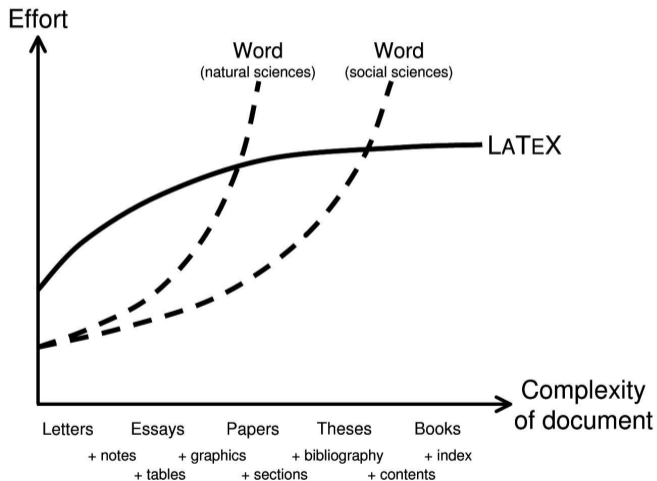 Effort
Word
(natural sciences)
Word
(social sciences)
LATEX
Complexity
of document
Letters Essays Papers Theses Books
+ notes + graphics + bibliography + index
+ tables + sections + contents